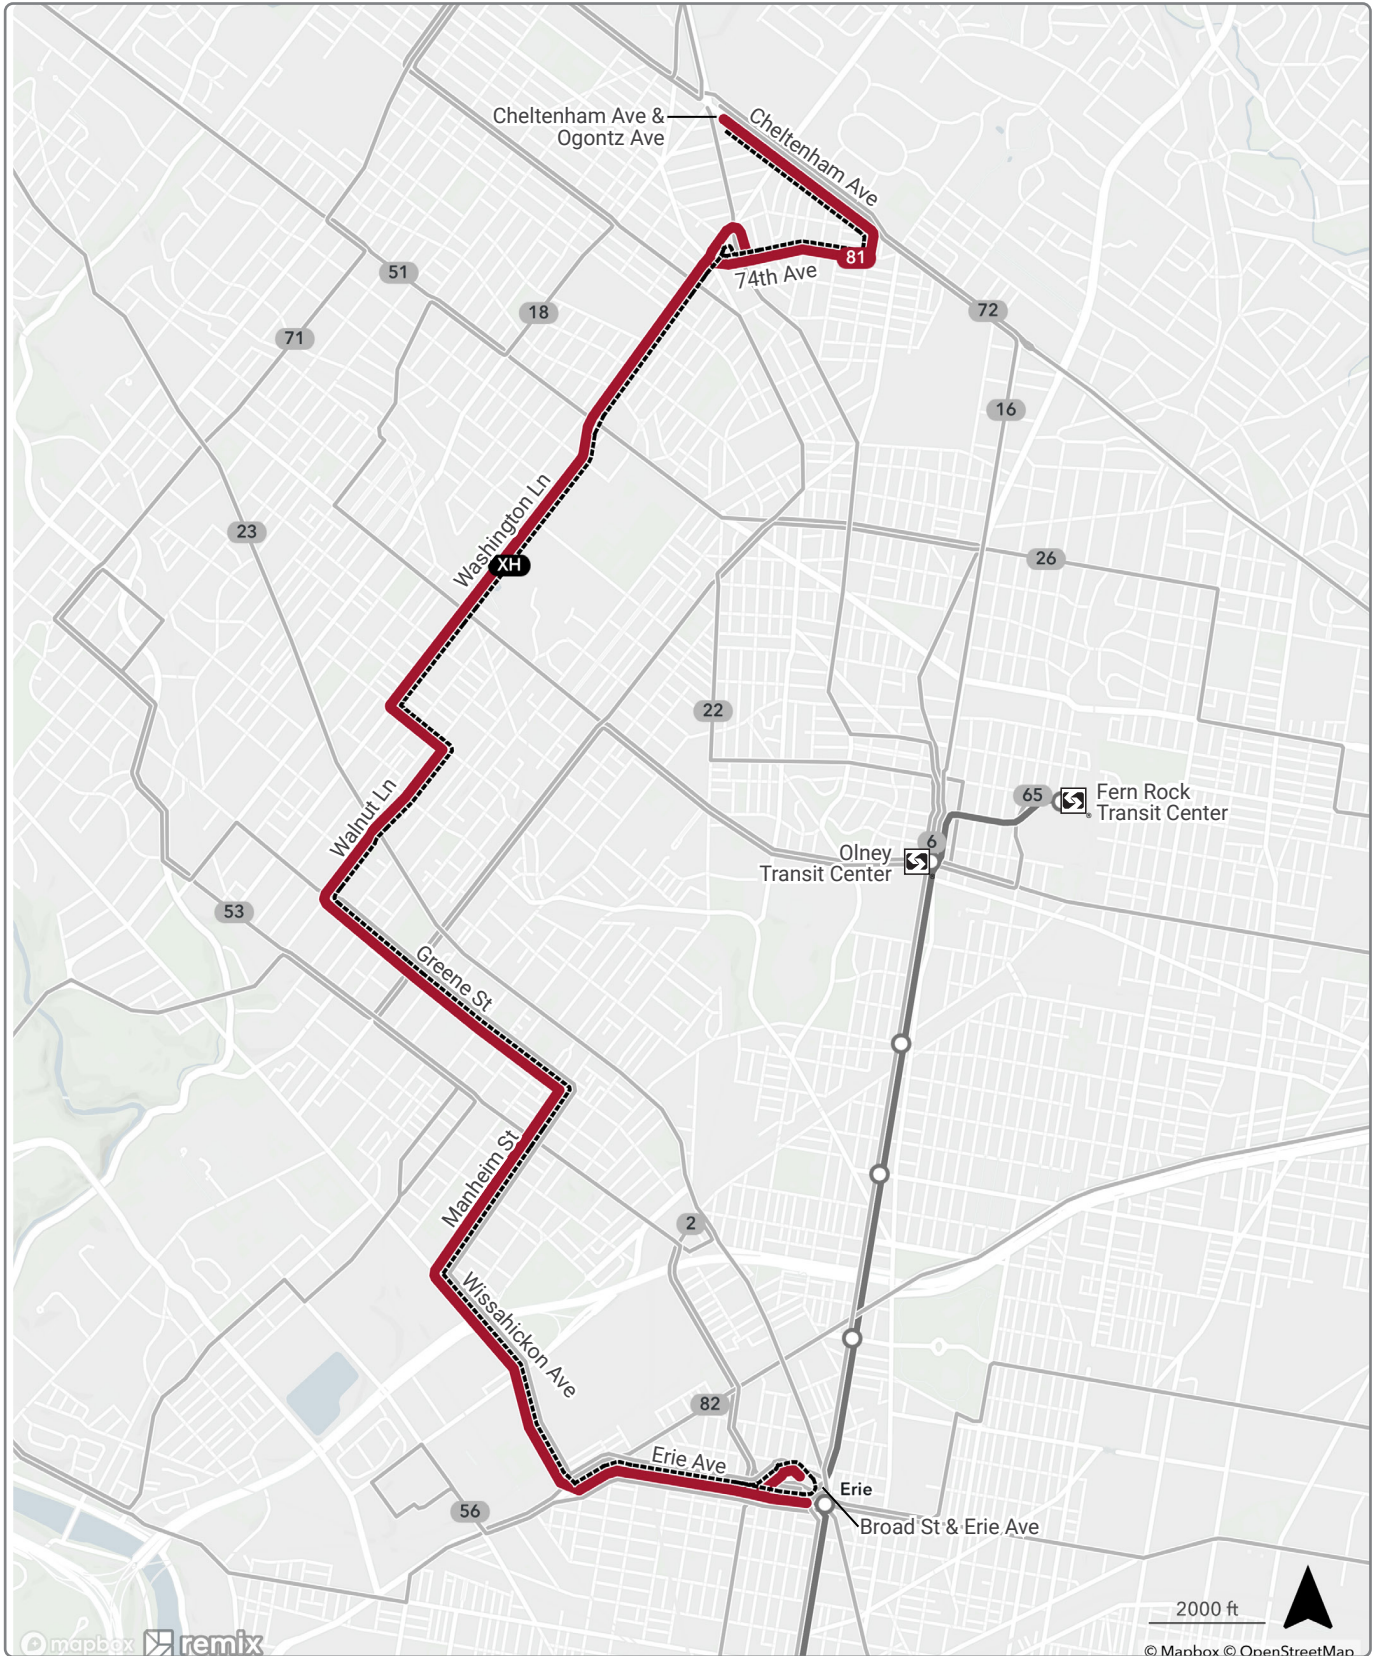 Cheltenham Ave &
Ogontz Ave
Cheltenham Ave
81
74th Ave
51
18
72
71
16
Washington Ln
23
XH
26
22
65
Fern Rock
Transit Center
Walnut Ln
6
Olney
Transit Center
53
Greene St
Manheim St
2
Wissahickon Ave
82
Erie Ave
Erie
56
Broad St & Erie Ave
2000 ft
mapbox remix
© Mapbox © OpenStreetMap